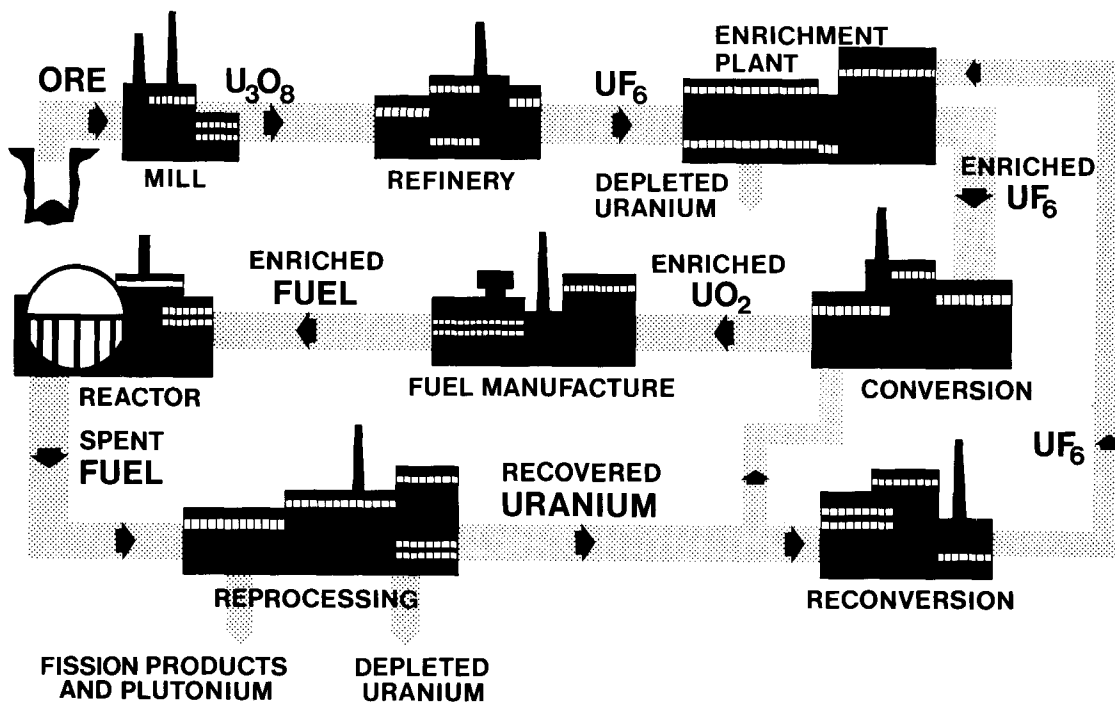 ORE
U3O8
UF6
ENRICHMENT
PLANT
MILL
REFINERY
DEPLETED
URANIUM
ENRICHED
UF6
ENRICHED
FUEL
ENRICHED
UO2
REACTOR
FUEL MANUFACTURE
CONVERSION
SPENT
FUEL
RECOVERED
URANIUM
UF6
REPROCESSING
RECONVERSION
FISSION PRODUCTS
AND PLUTONIUM
DEPLETED
URANIUM